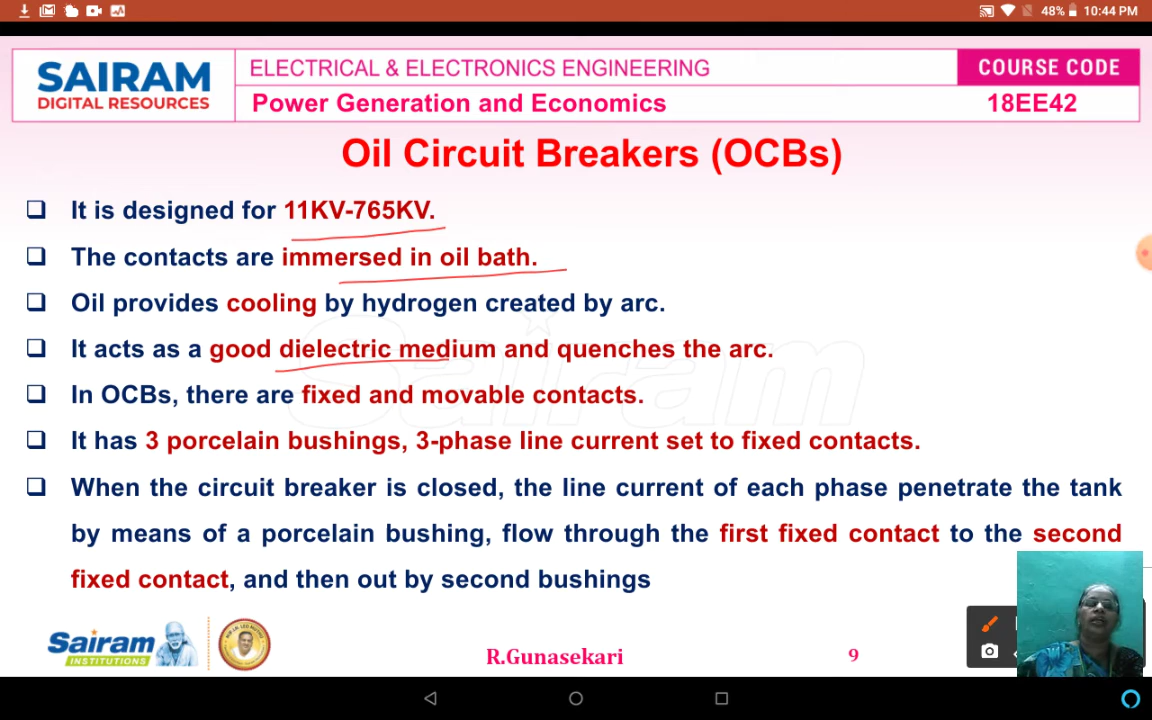 48% 10:44 PM
SAIRAM
DIGITAL RESOURCES
ELECTRICAL & ELECTRONICS ENGINEERING
COURSE CODE
Power Generation and Economics
18EE42
Oil Circuit Breakers (OCBs)
It is designed for 11KV-765KV.
The contacts are immersed in oil bath.
Oil provides cooling by hydrogen created by arc.
It acts as a good dielectric medium and quenches the arc.
In OCBs, there are fixed and movable contacts.
It has 3 porcelain bushings, 3-phase line current set to fixed contacts.
When the circuit breaker is closed, the line current of each phase penetrate the tank
by means of a porcelain bushing, flow through the first fixed contact to the second
fixed contact, and then out by second bushings
Sairam
Sairam
INSTITUTIONS
R.Gunasekari
9